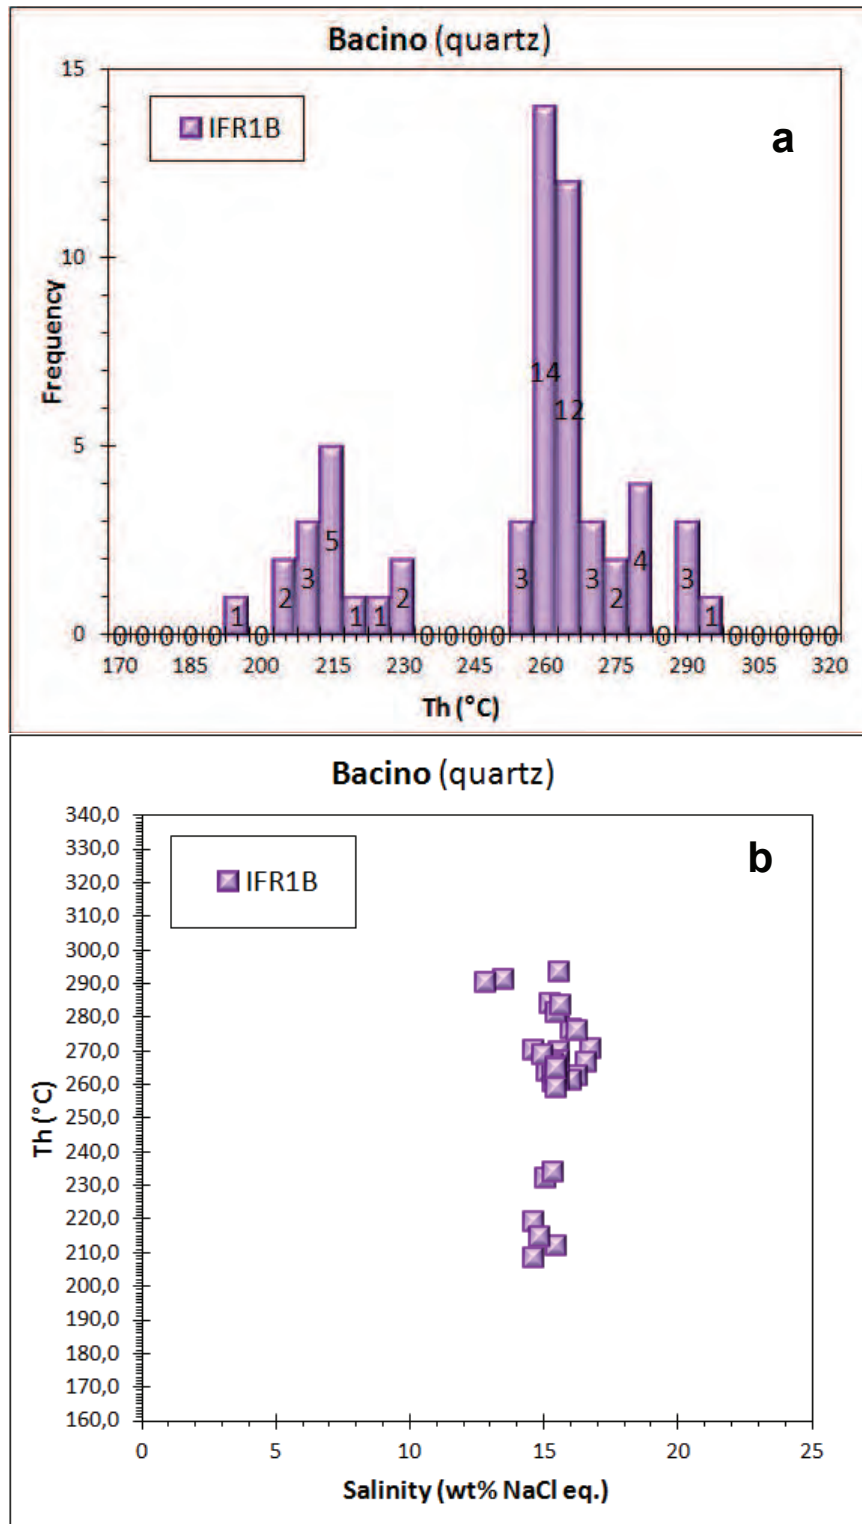 Bacino (quartz)
15
IFR1B
a
10
Frequency
14
12
5
5
4
3
3
3
3
2
2
2
1
1
1
1
0
0 0 0 0 0 0 0 0 0 0 0 0 0 0 0
170 185 200 215 230 245 260 275 290 305 320
Th (°C)
Bacino (quartz)
340,0
330,0
320,0
310,0
300,0
290,0
280,0
270,0
260,0
250,0
240,0
230,0
220,0
210,0
200,0
190,0
180,0
170,0
160,0
IFR1B
b
Th (°C)
0 5 10 15 20 25
Salinity (wt% NaCl eq.)